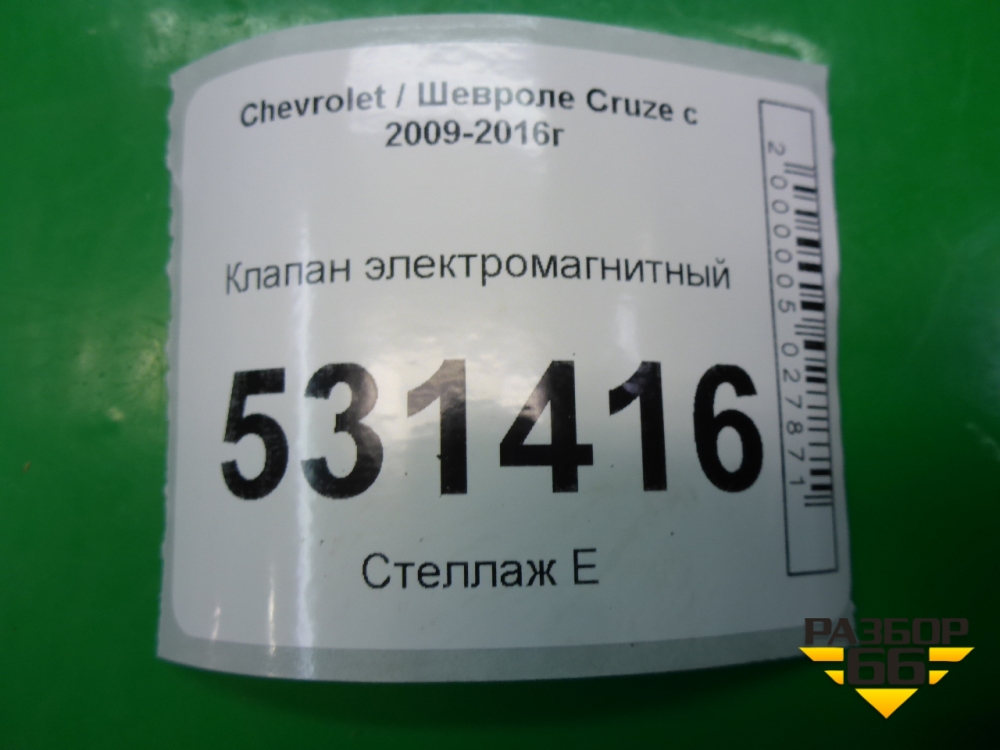 Chevrolet / Шевроле Cruze с
2009-2016г
Клапан электромагнитный
531416
Стеллаж Е
2000005027871
РАЗБОР
66